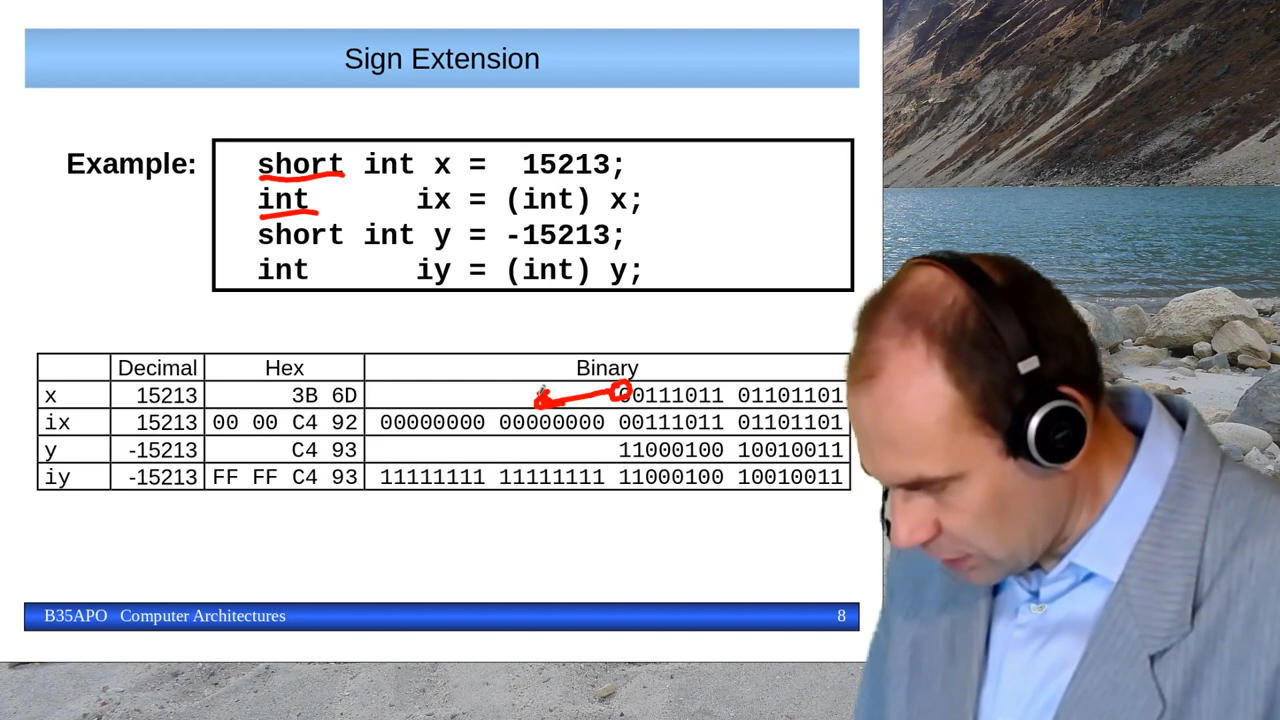 Sign Extension
Example:
short int x =  15213;
int      ix = (int) x;
short int y = -15213;
int      iy = (int) y;
Decimal Hex Binary
x 15213 3B 6D 00111011 01101101
ix 15213 00 00 C4 92 00000000 00000000 00111011 01101101
y -15213 C4 93 11000100 10010011
iy -15213 FF FF C4 93 11111111 11111111 11000100 10010011
B35APO Computer Architectures 8